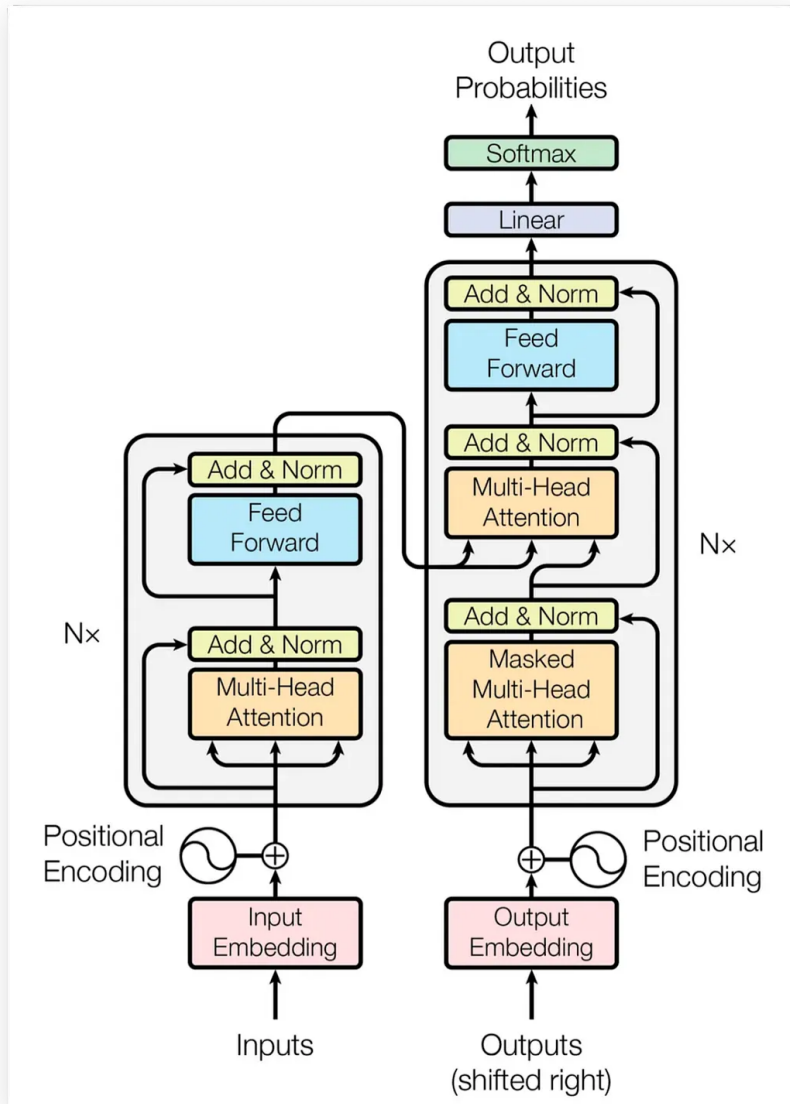 Output
Probabilities
Softmax
Linear
Add & Norm
Feed
Forward
Add & Norm
Multi-Head
Attention
Nx
Add & Norm
Masked
Multi-Head
Attention
Add & Norm
Feed
Forward
Nx
Add & Norm
Multi-Head
Attention
Positional
Encoding
Positional
Encoding
Input
Embedding
Output
Embedding
Inputs
Outputs
(shifted right)